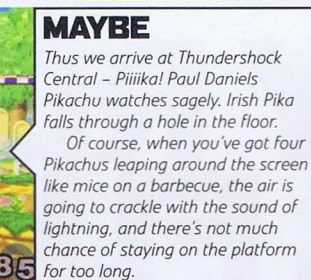 MAYBE
Thus we arrive at Thundershock
Central – Piiiika! Paul Daniels
Pikachu watches sagely. Irish Pika
falls through a hole in the floor.
Of course, when you've got four
Pikachus leaping around the screen
like mice on a barbecue, the air is
going to crackle with the sound of
lightning, and there's not much
chance of staying on the platform
for too long.
85